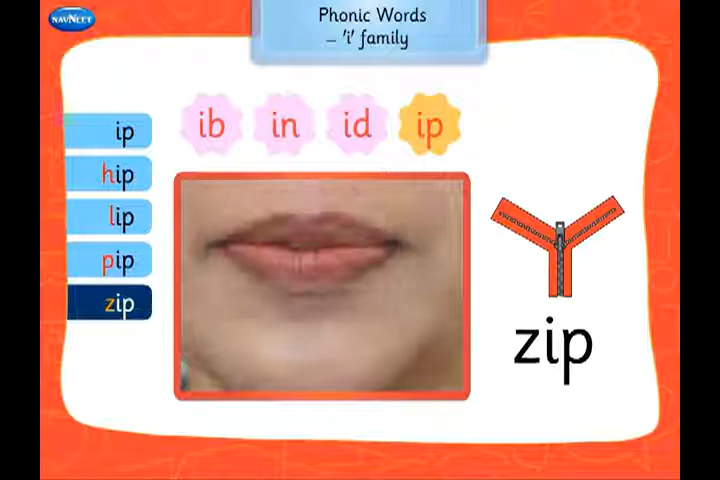 NAVNEET
Phonic Words
– 'i' family
ib in id ip
ip
hip
lip
pip
zip
zip